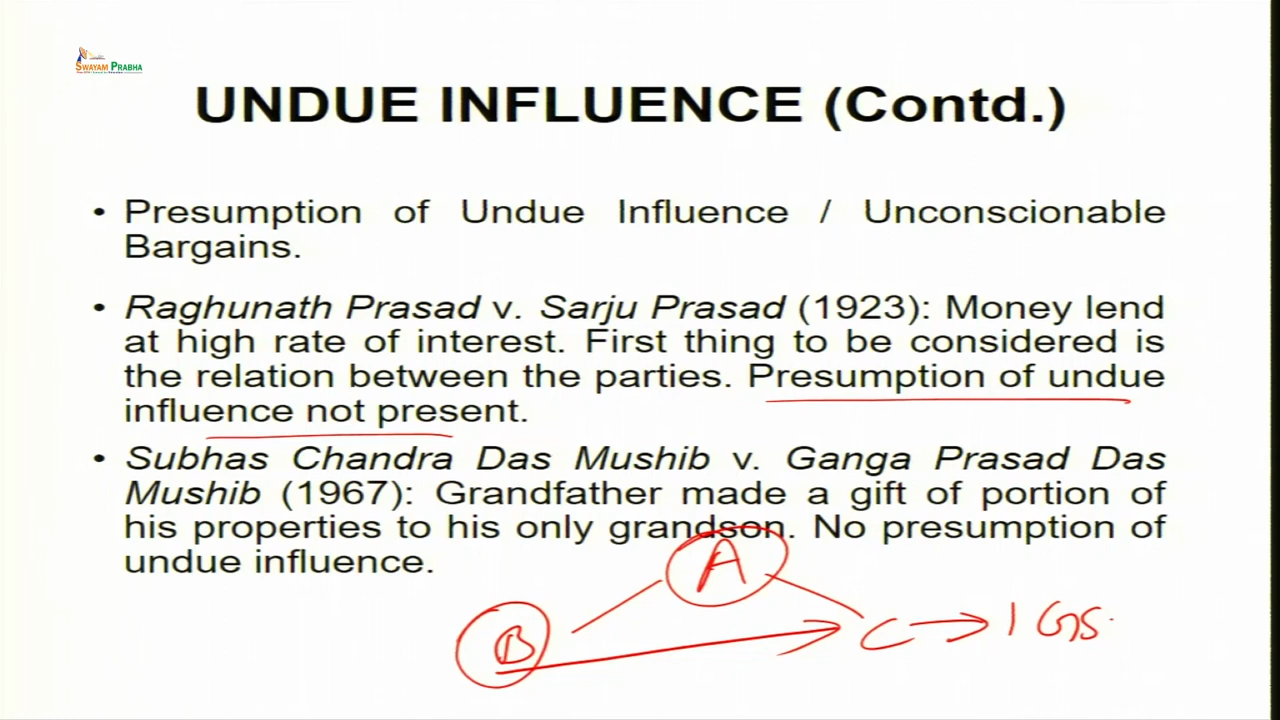 SWAYAM PRABHA
UNDUE INFLUENCE (Contd.)
• Presumption of Undue Influence / Unconscionable
Bargains.
• Raghunath Prasad v. Sarju Prasad (1923): Money lend
at high rate of interest. First thing to be considered is
the relation between the parties. Presumption of undue
influence not present.
• Subhas Chandra Das Mushib v. Ganga Prasad Das
Mushib (1967): Grandfather made a gift of portion of
his properties to his only grandson. No presumption of
undue influence.
A
B C → 1 GS.